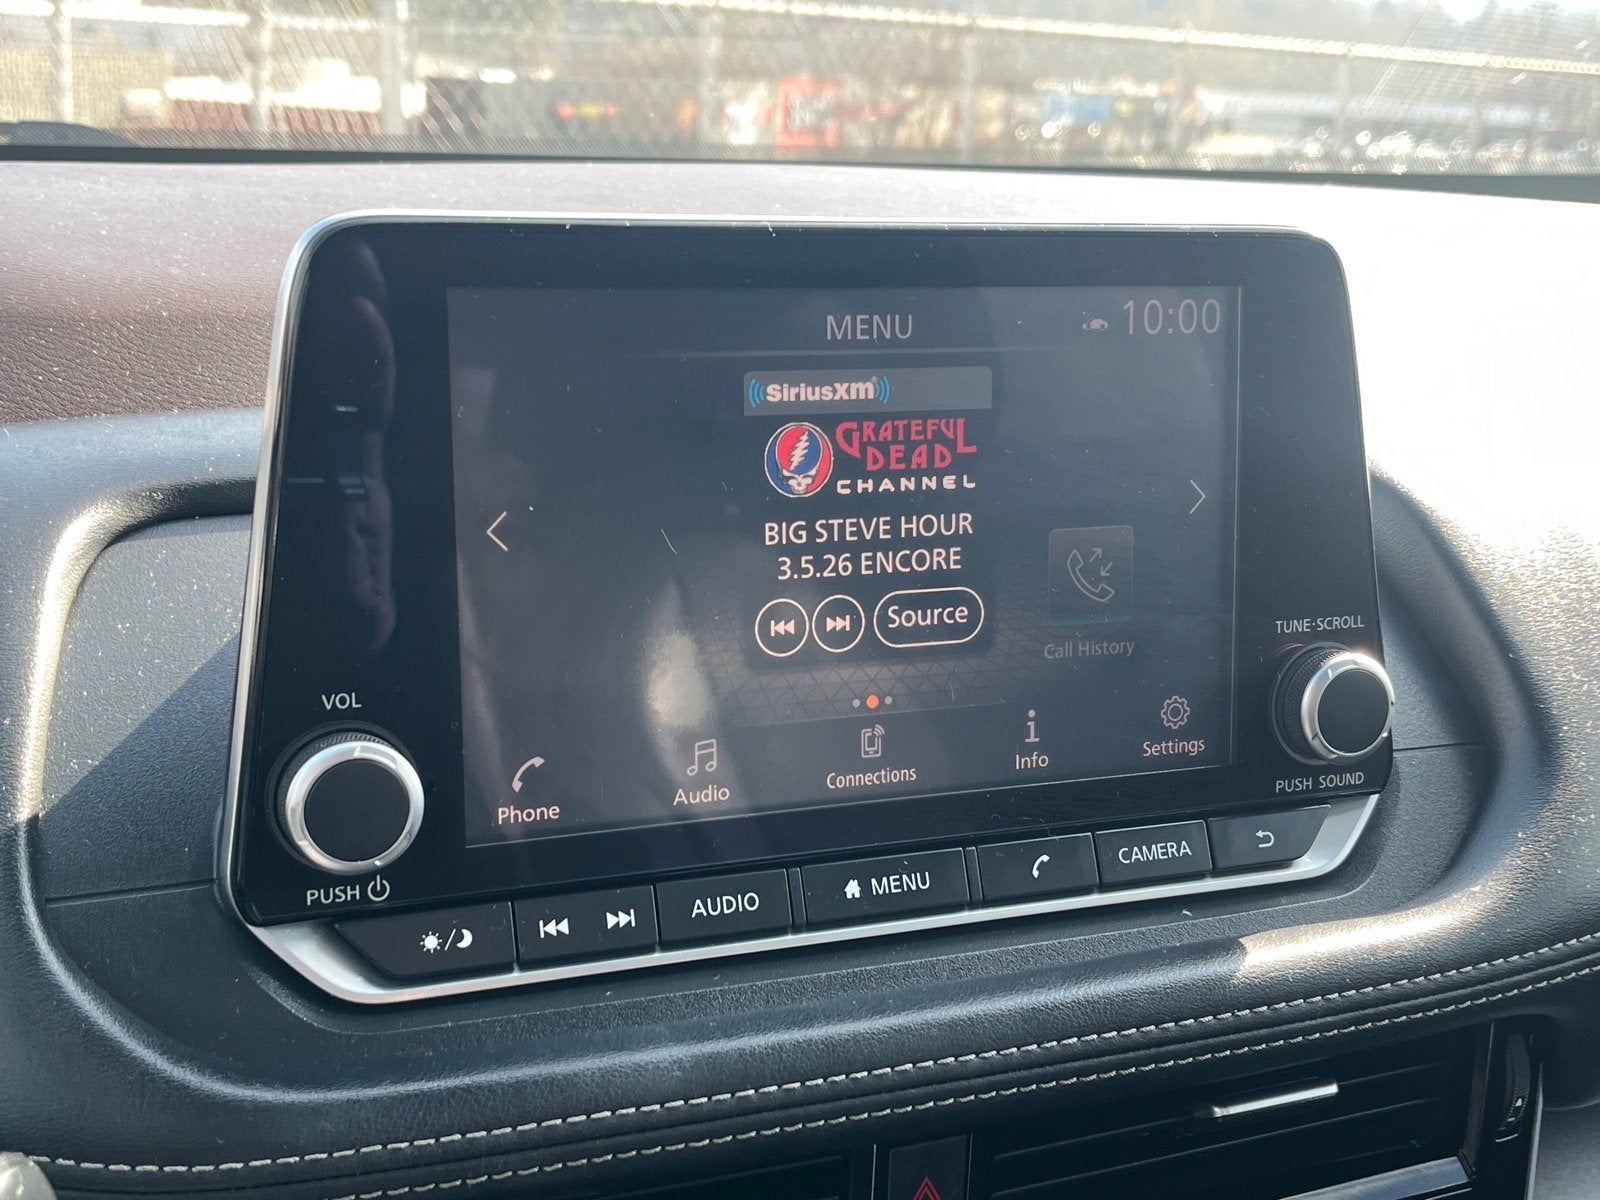 MENU
10:00
SiriusXm
GRATEFUL
DEAD
CHANNEL
BIG STEVE HOUR
3.5.26 ENCORE
Source
Call History
Phone
Audio
Connections
Info
Settings
VOL
PUSH
TUNE·SCROLL
PUSH SOUND
AUDIO
MENU
CAMERA